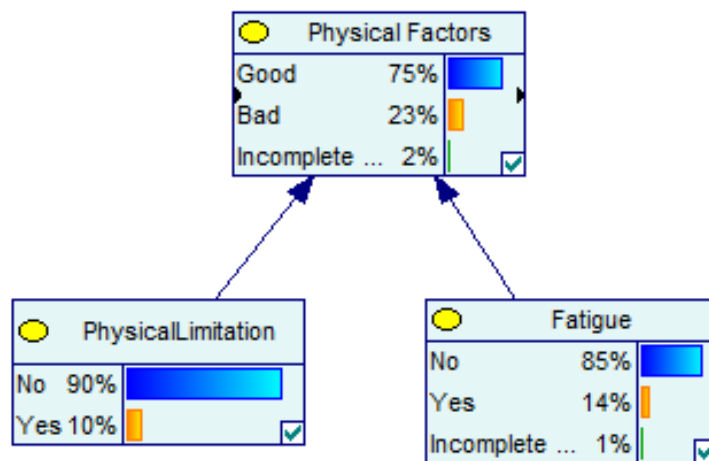 Physical Factors
Good 75%
Bad 23%
Incomplete ... 2%
PhysicalLimitation
No 90%
Yes 10%
Fatigue
No 85%
Yes 14%
Incomplete ... 1%